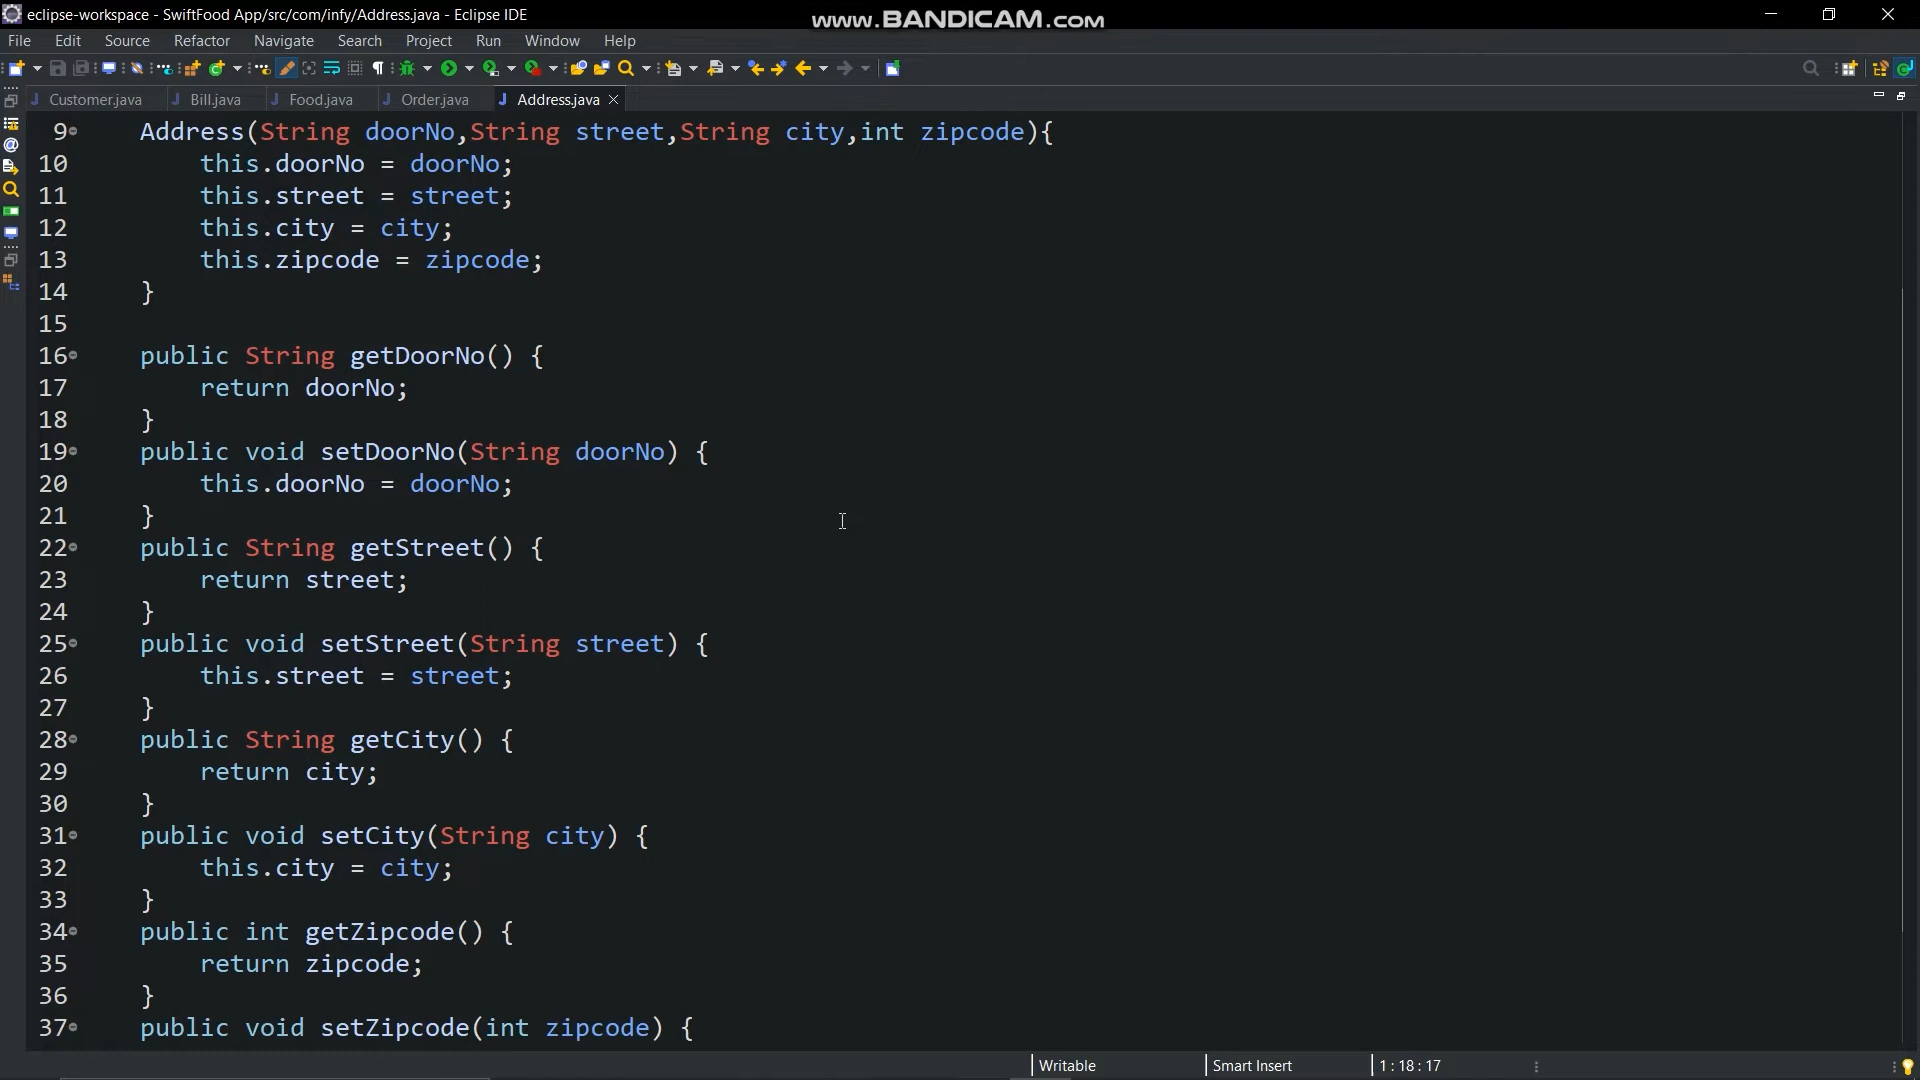 eclipse-workspace - SwiftFood App/src/com/infy/Address.java - Eclipse IDE
www.BANDICAM.com
File Edit Source Refactor Navigate Search Project Run Window Help
Customer.java Bill.java Food.java Order.java Address.java
9 Address(String doorNo,String street,String city,int zipcode){
10 this.doorNo = doorNo;
11 this.street = street;
12 this.city = city;
13 this.zipcode = zipcode;
14 }
15
16 public String getDoorNo() {
17 return doorNo;
18 }
19 public void setDoorNo(String doorNo) {
20 this.doorNo = doorNo;
21 }
22 public String getStreet() {
23 return street;
24 }
25 public void setStreet(String street) {
26 this.street = street;
27 }
28 public String getCity() {
29 return city;
30 }
31 public void setCity(String city) {
32 this.city = city;
33 }
34 public int getZipcode() {
35 return zipcode;
36 }
37 public void setZipcode(int zipcode) {
Writable Smart Insert 1 : 18 : 17